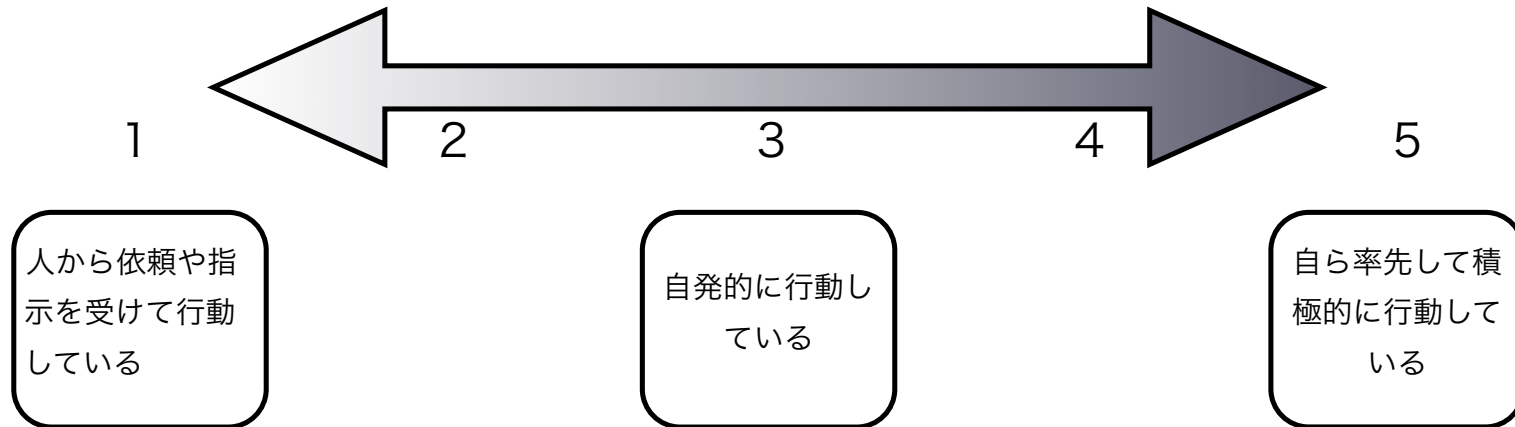 1 2 3 4 5
人から依頼や指
示を受けて行動
している
自発的に行動し
ている
自ら率先して積
極的に行動して
いる